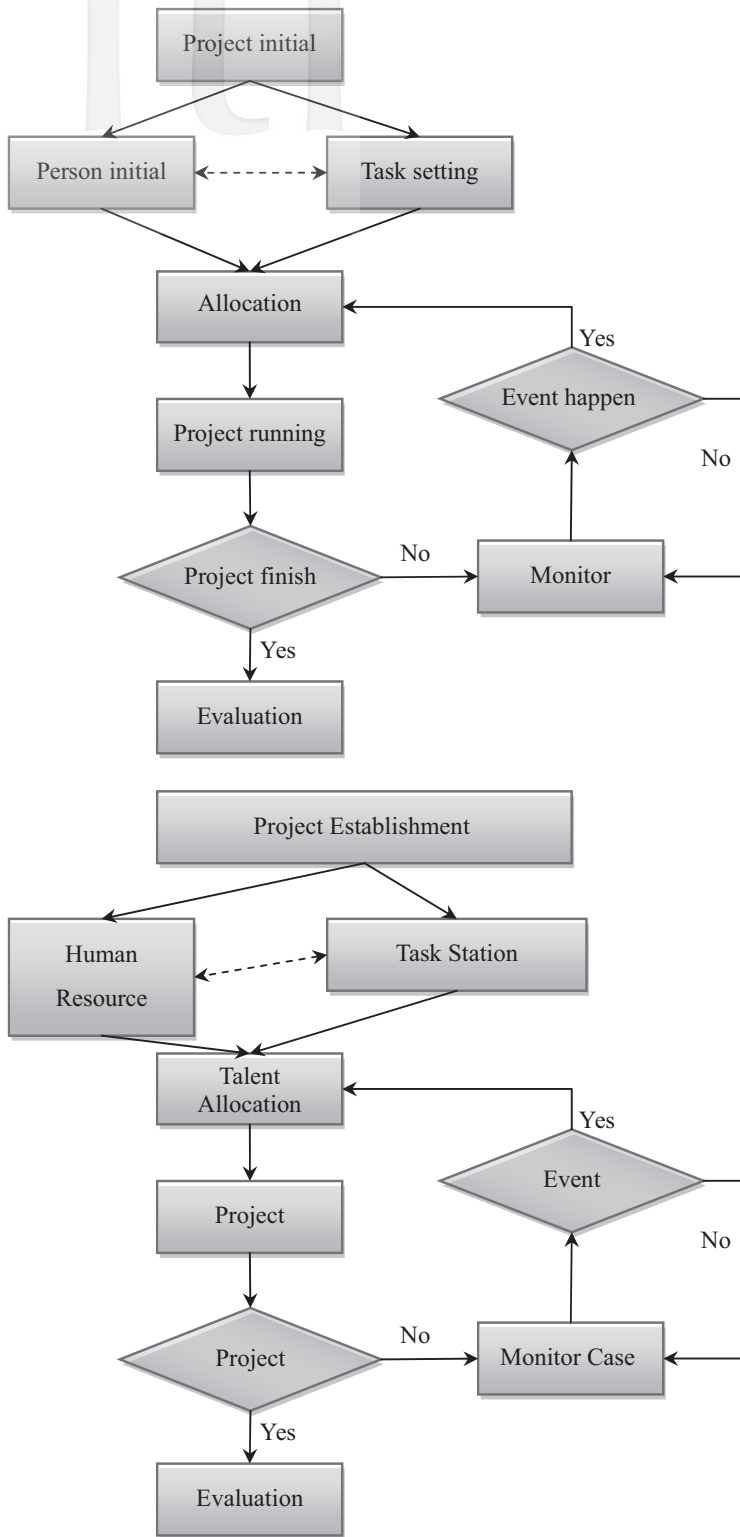 Project initial
Person initial
Task setting
Allocation
Yes
Event happen
Project running
No
No
Project finish
Monitor
Yes
Evaluation
Project Establishment
Human
Resource
Task Station
Talent
Allocation
Yes
Event
Project
No
No
Project
Monitor Case
Yes
Evaluation